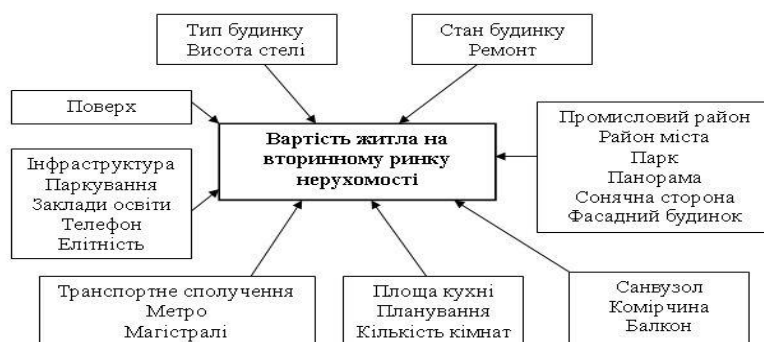 Тип будинку
Висота стелі
Стан будинку
Ремонт
Поверх
Вартість житла на
вторинному ринку
нерухомості
Промисловий район
Район міста
Парк
Панорама
Сонячна сторона
Фасадний будинок
Інфраструктура
Паркування
Заклади освіти
Телефон
Елітність
Транспортне сполучення
Метро
Магістралі
Площа кухні
Планування
Кількість кімнат
Санвузол
Комірчина
Балкон